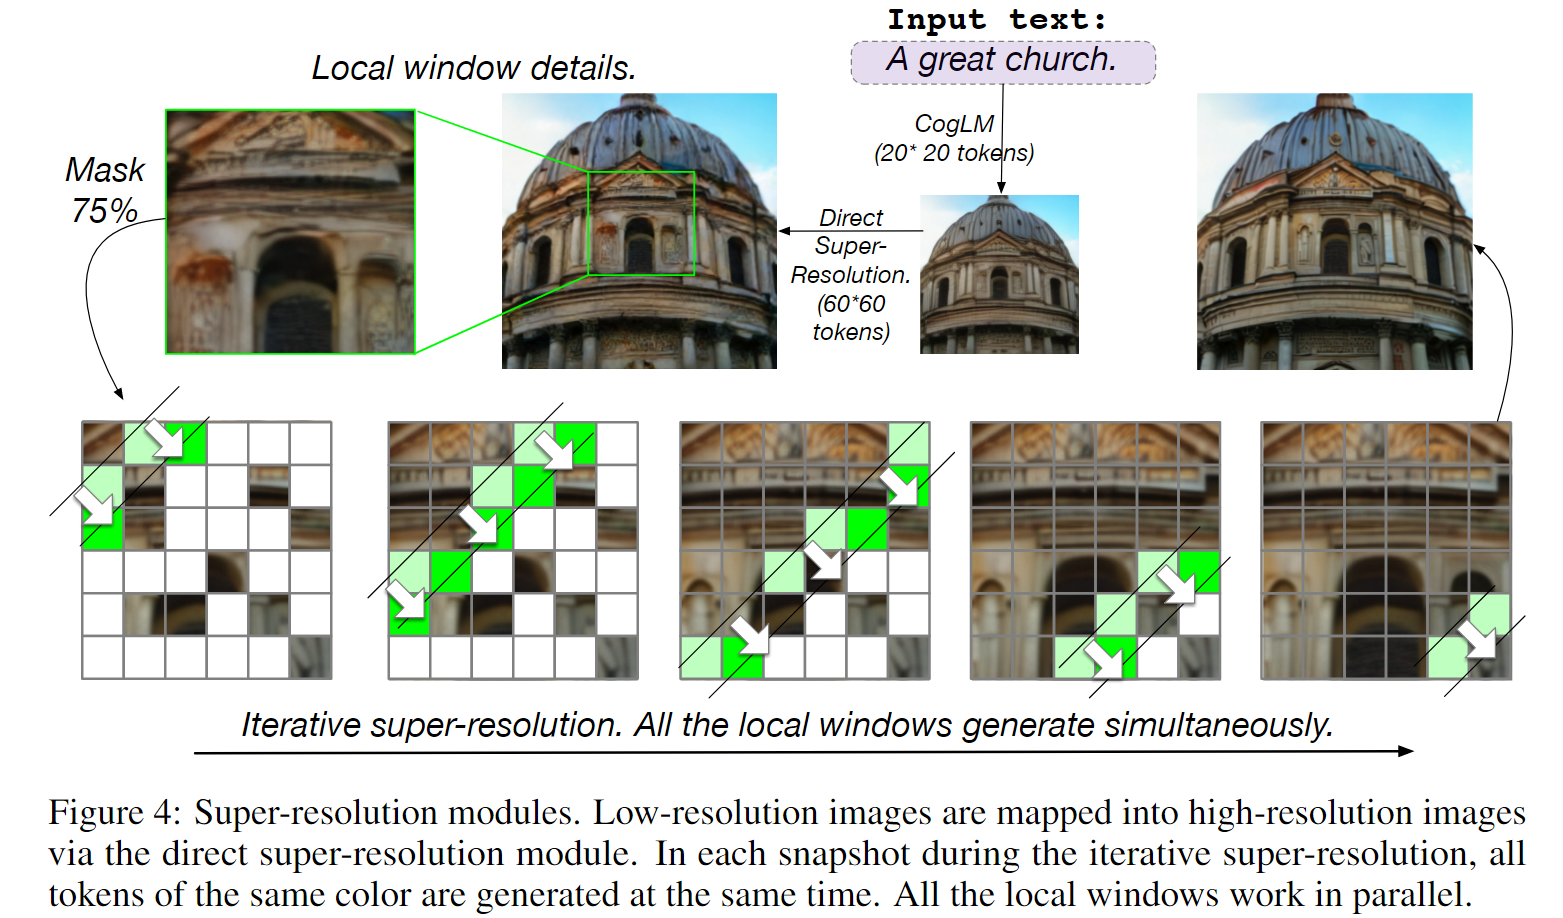 Input text:
A great church.
Local window details.
CogLM
(20* 20 tokens)
Mask
75%
Direct
Super-
Resolution.
(60*60
tokens)
Iterative super-resolution. All the local windows generate simultaneously.
Figure 4: Super-resolution modules. Low-resolution images are mapped into high-resolution images
via the direct super-resolution module. In each snapshot during the iterative super-resolution, all
tokens of the same color are generated at the same time. All the local windows work in parallel.